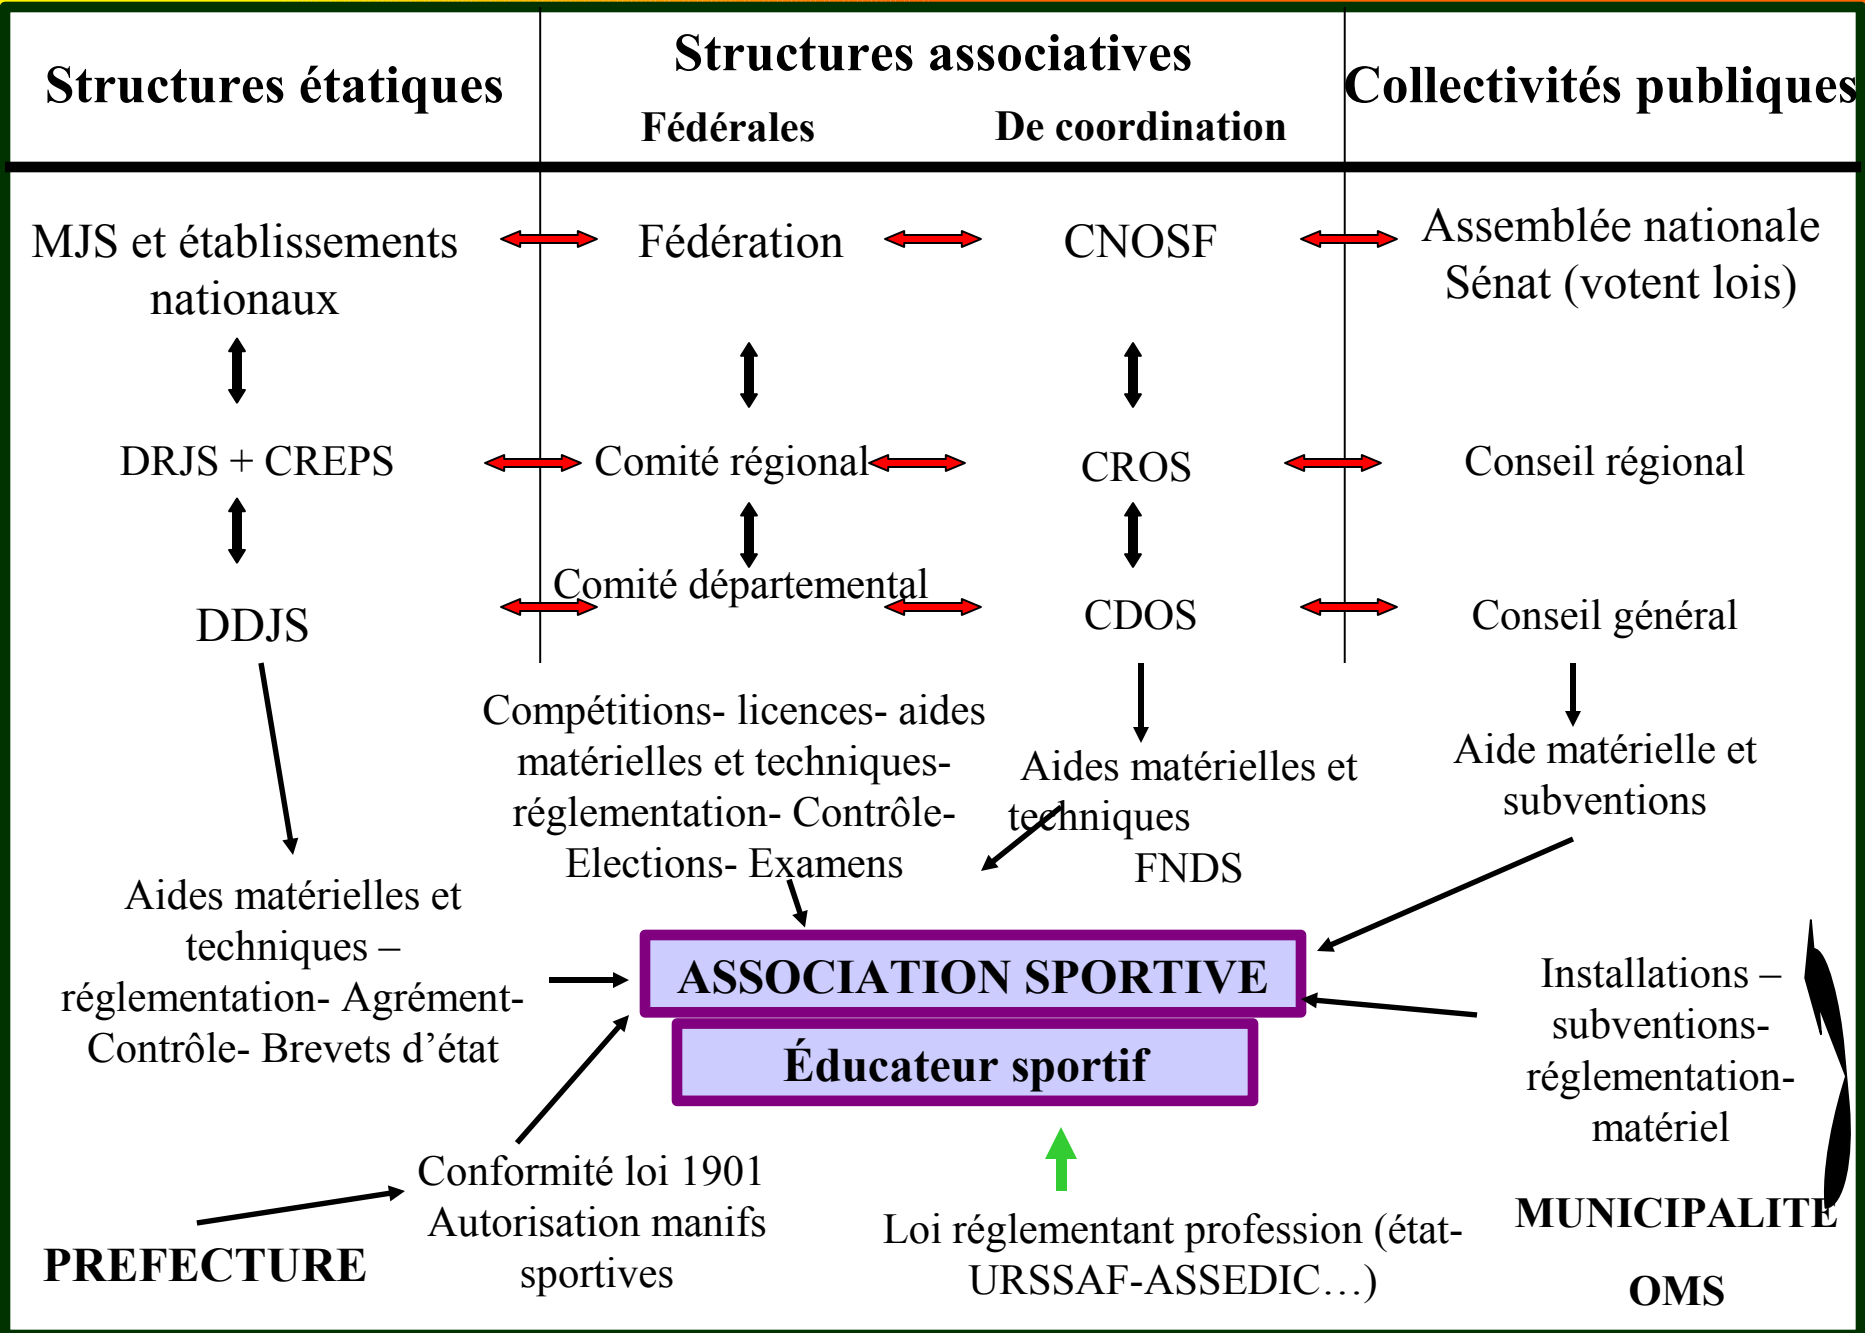 Structures étatiques
Structures associatives
Fédérales
De coordination
Collectivités publiques
MJS et établissements
nationaux
Fédération
CNOSF
Assemblée nationale
Sénat (votent lois)
DRJS + CREPS
Comité régional
CROS
Conseil régional
DDJS
Comité départemental
CDOS
Conseil général
Compétitions- licences- aides
matérielles et techniques-
réglementation- Contrôle-
Elections- Examens
Aides matérielles et
techniques
FNDS
Aide matérielle et
subventions
Aides matérielles et
techniques –
réglementation- Agrément-
Contrôle- Brevets d’état
ASSOCIATION SPORTIVE
Éducateur sportif
Installations –
subventions-
réglementation-
matériel
Conformité loi 1901
Autorisation manifs
sportives
PREFECTURE
Loi réglementant profession (état-
URSSAF-ASSEDIC…)
MUNICIPALITE
OMS